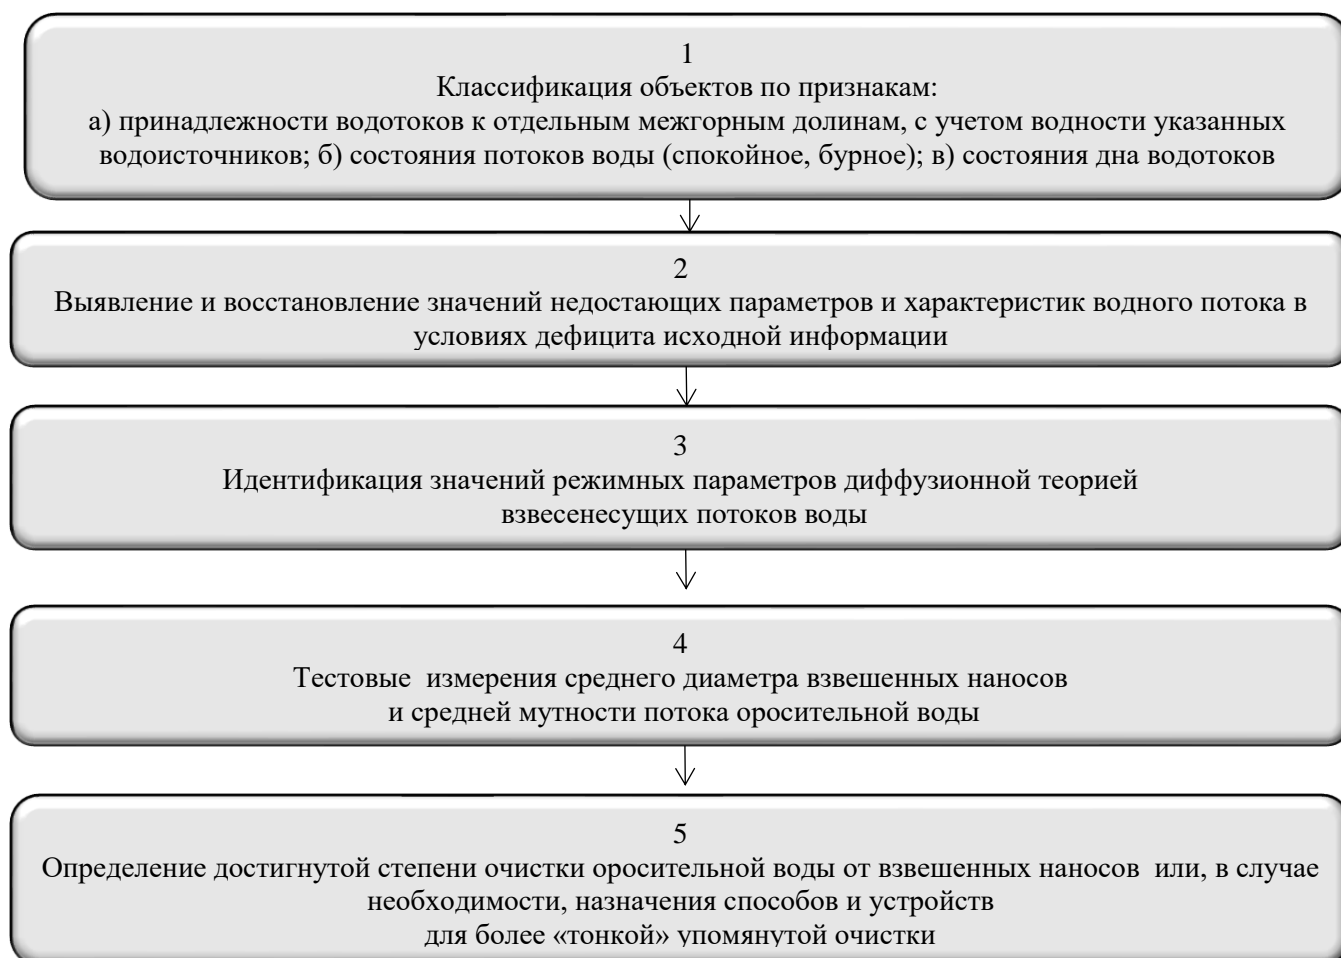 1
Классификация объектов по признакам:
а) принадлежности водотоков к отдельным межгорным долинам, с учетом водности указанных
водоисточников; б) состояния потоков воды (спокойное, бурное); в) состояния дна водотоков
2
Выявление и восстановление значений недостающих параметров и характеристик водного потока в
условиях дефицита исходной информации
3
Идентификация значений режимных параметров диффузионной теорией
взвесенесущих потоков воды
4
Тестовые измерения среднего диаметра взвешенных наносов
и средней мутности потока оросительной воды
5
Определение достигнутой степени очистки оросительной воды от взвешенных наносов или, в случае
необходимости, назначения способов и устройств
для более «тонкой» упомянутой очистки